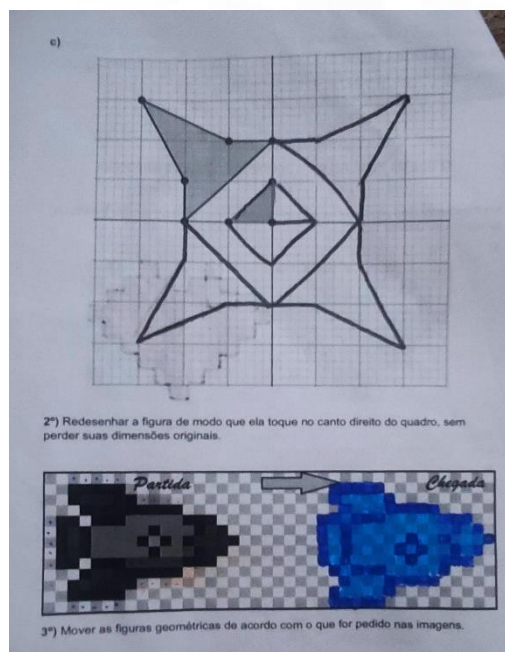 c)
2º) Redesenhar a figura de modo que ela toque no canto direito do quadro, sem
perder suas dimensões originais.
Partida
Chegada
3º) Mover as figuras geométricas de acordo com o que for pedido nas imagens.